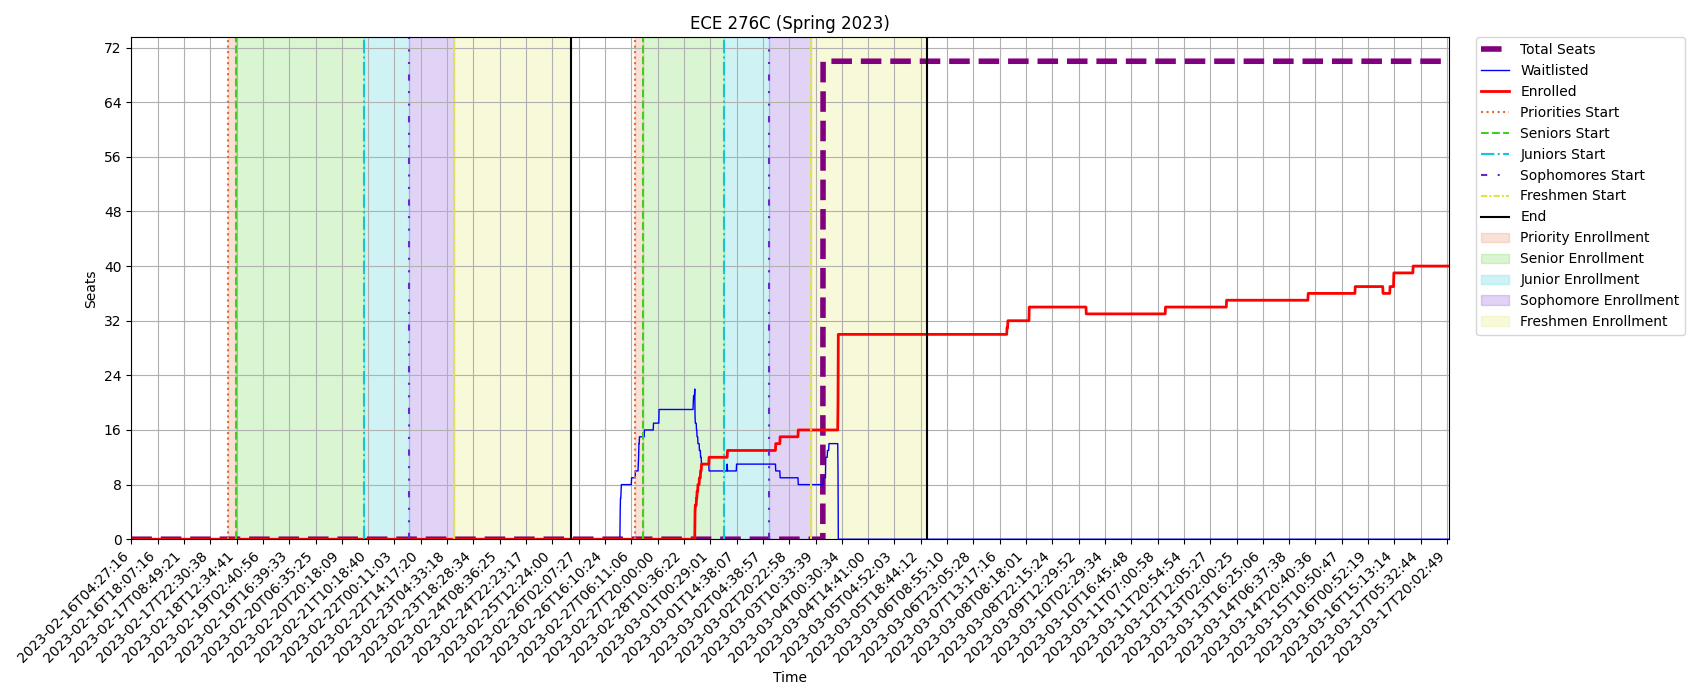 ECE 276C (Spring 2023)
Seats
72
64
56
48
40
32
24
16
8
0
2023-02-16T04:27:16
2023-02-16T18:07:16
2023-02-17T08:49:21
2023-02-17T22:30:38
2023-02-18T12:34:41
2023-02-19T02:40:56
2023-02-19T16:39:33
2023-02-20T06:35:25
2023-02-20T20:18:09
2023-02-21T10:18:40
2023-02-22T00:11:03
2023-02-22T14:17:20
2023-02-23T04:33:18
2023-02-23T18:28:34
2023-02-24T08:36:25
2023-02-24T22:23:17
2023-02-25T12:24:00
2023-02-26T02:07:27
2023-02-26T16:10:24
2023-02-27T06:11:06
2023-02-27T20:00:00
2023-02-28T10:36:22
2023-03-01T00:29:01
2023-03-01T14:38:07
2023-03-02T04:38:57
2023-03-02T20:22:58
2023-03-03T10:33:39
2023-03-04T00:30:34
2023-03-04T14:41:00
2023-03-05T04:52:03
2023-03-05T18:44:12
2023-03-06T08:55:10
2023-03-06T23:05:28
2023-03-07T13:17:16
2023-03-08T08:18:01
2023-03-08T22:15:24
2023-03-09T12:29:52
2023-03-10T02:29:34
2023-03-10T16:45:48
2023-03-11T07:00:58
2023-03-11T20:54:54
2023-03-12T12:05:27
2023-03-13T02:00:25
2023-03-13T16:25:06
2023-03-14T06:37:38
2023-03-14T20:40:36
2023-03-15T10:50:47
2023-03-16T00:52:19
2023-03-16T15:13:14
2023-03-17T05:32:44
2023-03-17T20:02:49
Time
Total Seats
Waitlisted
Enrolled
Priorities Start
Seniors Start
Juniors Start
Sophomores Start
Freshmen Start
End
Priority Enrollment
Senior Enrollment
Junior Enrollment
Sophomore Enrollment
Freshmen Enrollment